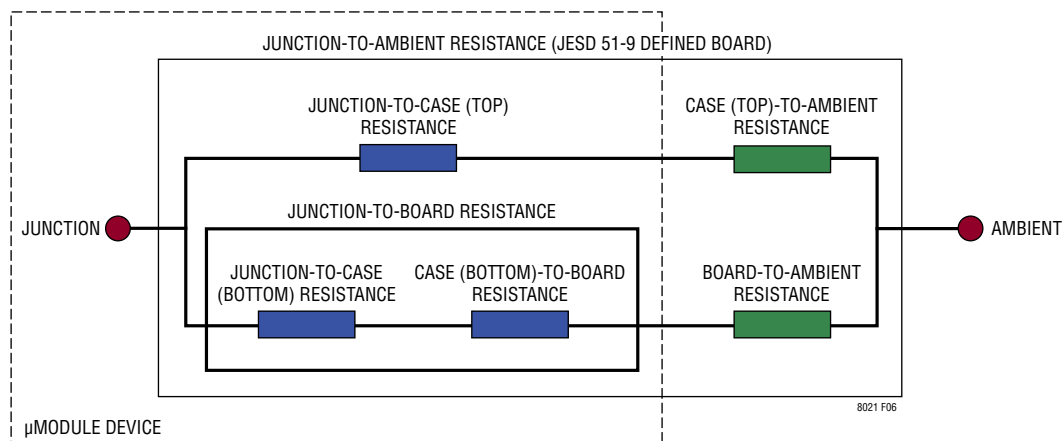 JUNCTION-TO-AMBIENT RESISTANCE (JESD 51-9 DEFINED BOARD)
JUNCTION-TO-CASE (TOP)
RESISTANCE
CASE (TOP)-TO-AMBIENT
RESISTANCE
JUNCTION-TO-BOARD RESISTANCE
JUNCTION
AMBIENT
JUNCTION-TO-CASE
(BOTTOM) RESISTANCE
CASE (BOTTOM)-TO-BOARD
RESISTANCE
BOARD-TO-AMBIENT
RESISTANCE
8021 F06
µMODULE DEVICE